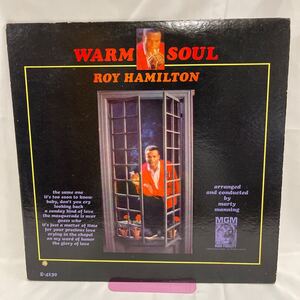 WARM SOUL
ROY HAMILTON
the same one
it's too soon to know
baby, don't you cry
looking back
a sunday kind of love
the masquerade is over
guess who
it's just a matter of time
for your precious love
crying in the chapel
on my word of honor
the glory of love
arranged
and conducted
by
marty
manning
MGM
E-4139